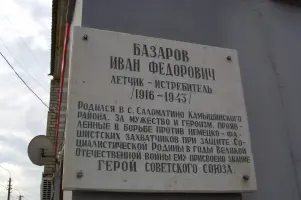 БАЗАРОВ
ИВАН ФЕДОРОВИЧ
ЛЕТЧИК-ИСТРЕБИТЕЛЬ
/1916-1943/
РОДИЛСЯ В С. САЛОМАТИНО КАМЫШИНСКОГО
РАЙОНА. ЗА МУЖЕСТВО И ГЕРОИЗМ, ПРОЯВ-
ЛЕННЫЕ В БОРЬБЕ ПРОТИВ НЕМЕЦКО-ФА-
ШИСТСКИХ ЗАХВАТЧИКОВ ПРИ ЗАЩИТЕ СО-
ЦИАЛИСТИЧЕСКОЙ РОДИНЫ В ГОДЫ ВЕЛИКОЙ
ОТЕЧЕСТВЕННОЙ ВОЙНЫ ЕМУ ПРИСВОЕНО ЗВАНИЕ
ГЕРОЙ СОВЕТСКОГО СОЮЗА.